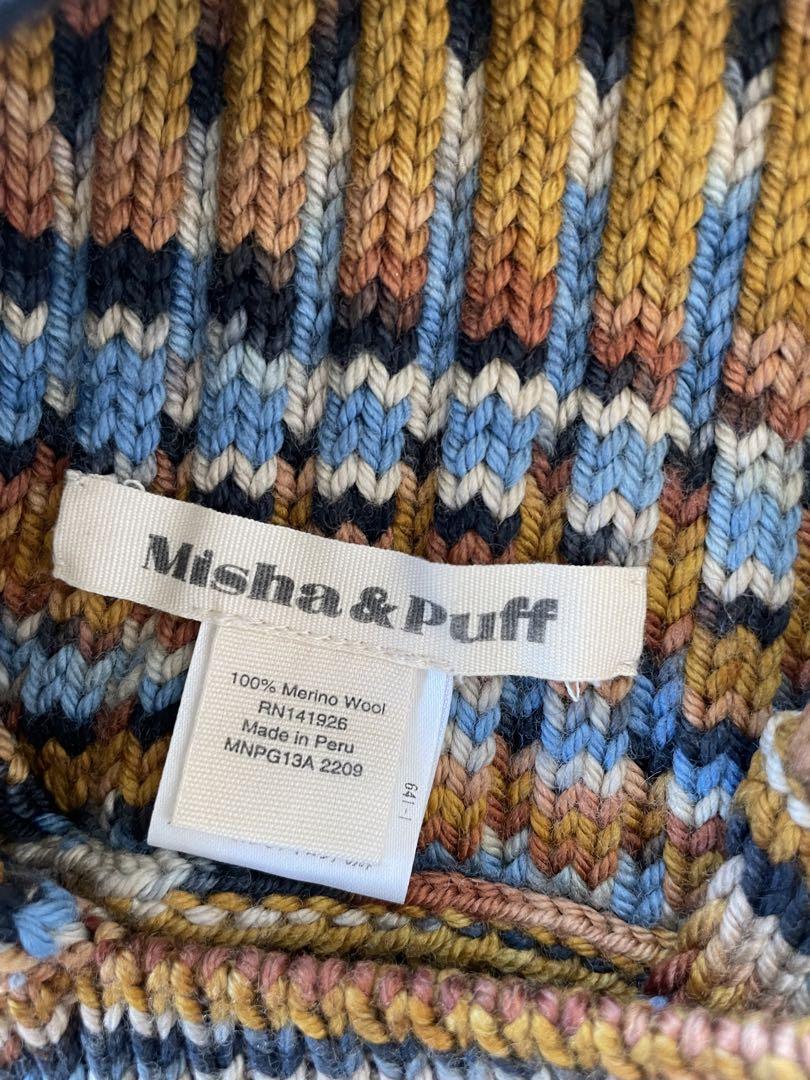 Misha & Puff
100% Merino Wool
RN141926
Made in Peru
MNPG13A 2209